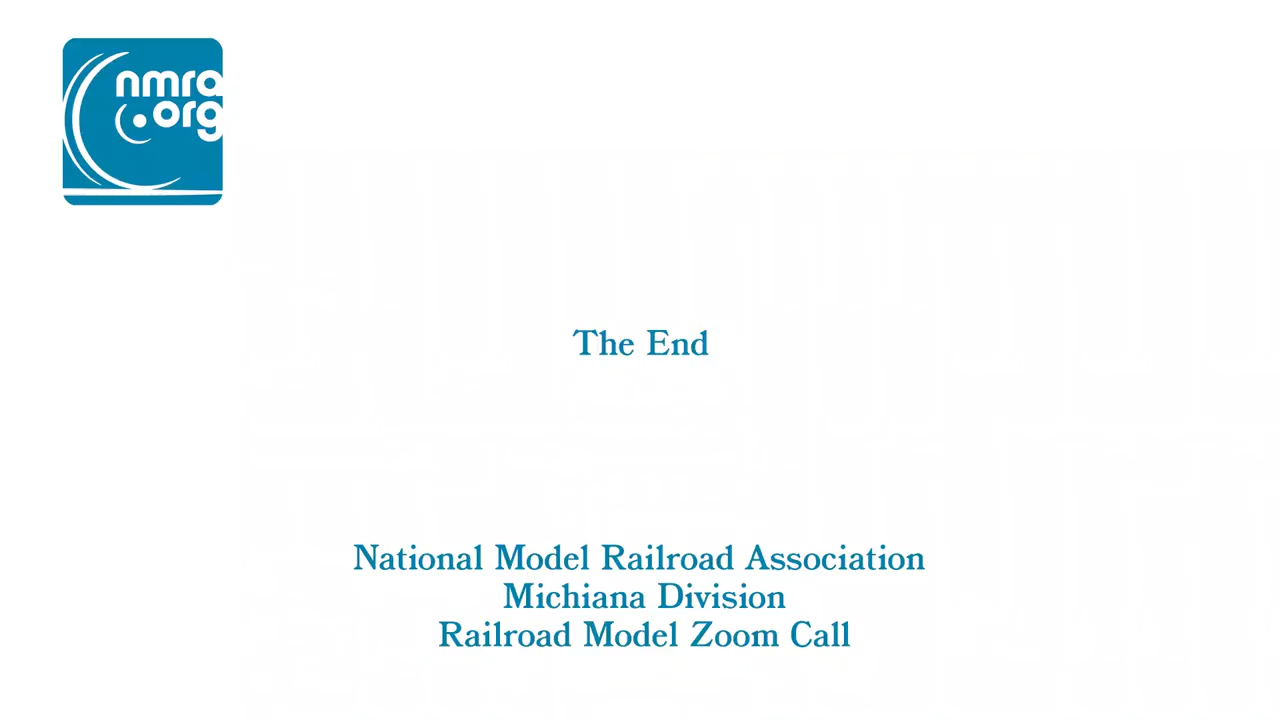 nmra
.org
The End
National Model Railroad Association
Michiana Division
Railroad Model Zoom Call